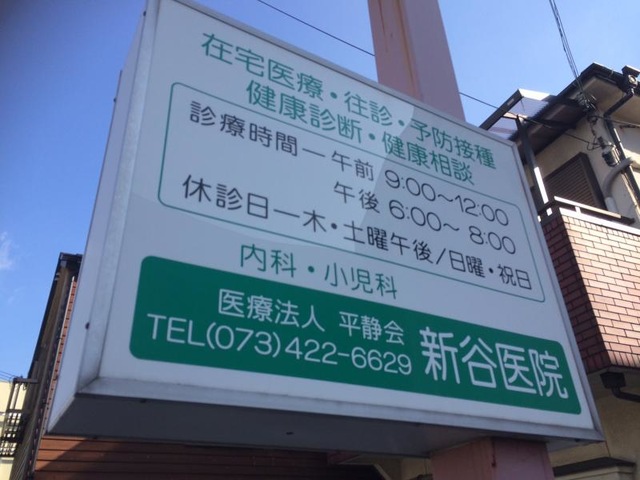 在宅医療・往診・予防接種
健康診断・健康相談
診療時間ー午前 9:00〜12:00
午後 6:00〜 8:00
休診日ー木・土曜午後/日曜・祝日
内科・小児科
医療法人 平静会
TEL(073)422-6629 新谷医院